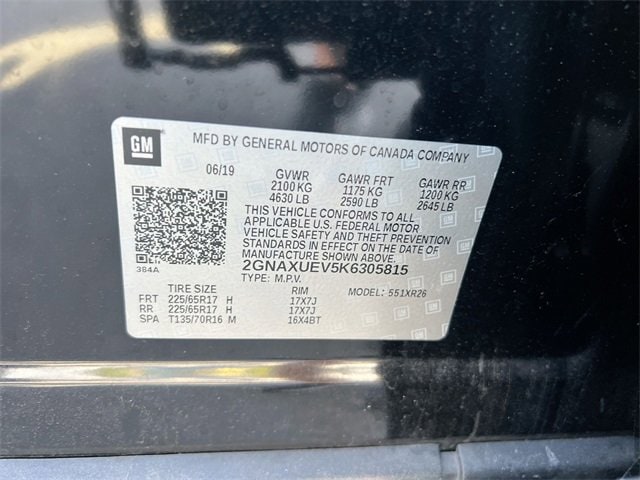 GM
MFD BY GENERAL MOTORS OF CANADA COMPANY
06/19 GVWR GAWR FRT GAWR RR
2100 KG 1175 KG 1200 KG
4630 LB 2590 LB 2645 LB
THIS VEHICLE CONFORMS TO ALL
APPLICABLE U.S. FEDERAL MOTOR
VEHICLE SAFETY AND THEFT PREVENTION
STANDARDS IN EFFECT ON THE DATE OF
MANUFACTURE SHOWN ABOVE.
384A
2GNAXUEV5K6305815
TYPE: M.P.V. MODEL: 551XR26
TIRE SIZE RIM
FRT 225/65R17 H 17X7J
RR 225/65R17 H 17X7J
SPA T135/70R16 M 16X4BT